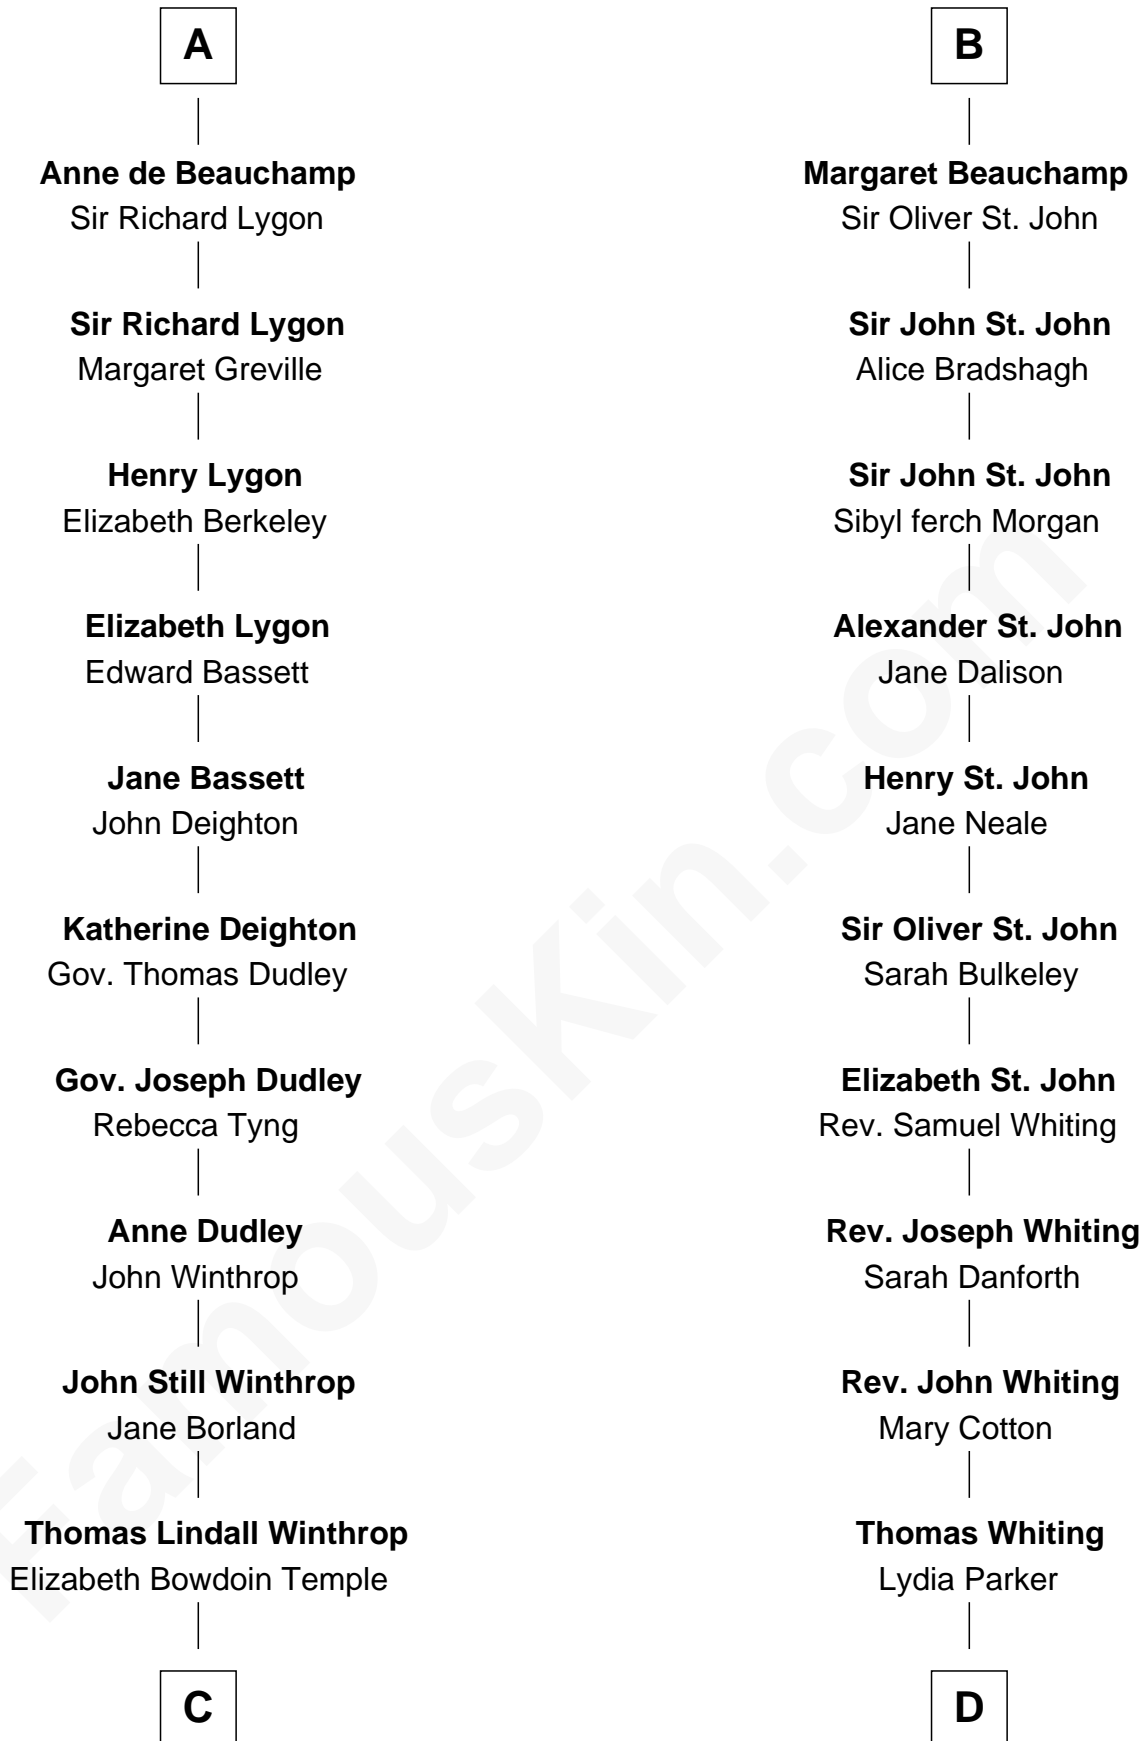 A
Anne de Beauchamp
Sir Richard Lygon
Sir Richard Lygon
Margaret Greville
Henry Lygon
Elizabeth Berkeley
Elizabeth Lygon
Edward Bassett
Jane Bassett
John Deighton
Katherine Deighton
Gov. Thomas Dudley
Gov. Joseph Dudley
Rebecca Tyng
Anne Dudley
John Winthrop
John Still Winthrop
Jane Borland
Thomas Lindall Winthrop
Elizabeth Bowdoin Temple
C
B
Margaret Beauchamp
Sir Oliver St. John
Sir John St. John
Alice Bradshagh
Sir John St. John
Sibyl ferch Morgan
Alexander St. John
Jane Dalison
Henry St. John
Jane Neale
Sir Oliver St. John
Sarah Bulkeley
Elizabeth St. John
Rev. Samuel Whiting
Rev. Joseph Whiting
Sarah Danforth
Rev. John Whiting
Mary Cotton
Thomas Whiting
Lydia Parker
D
FamousKin.com